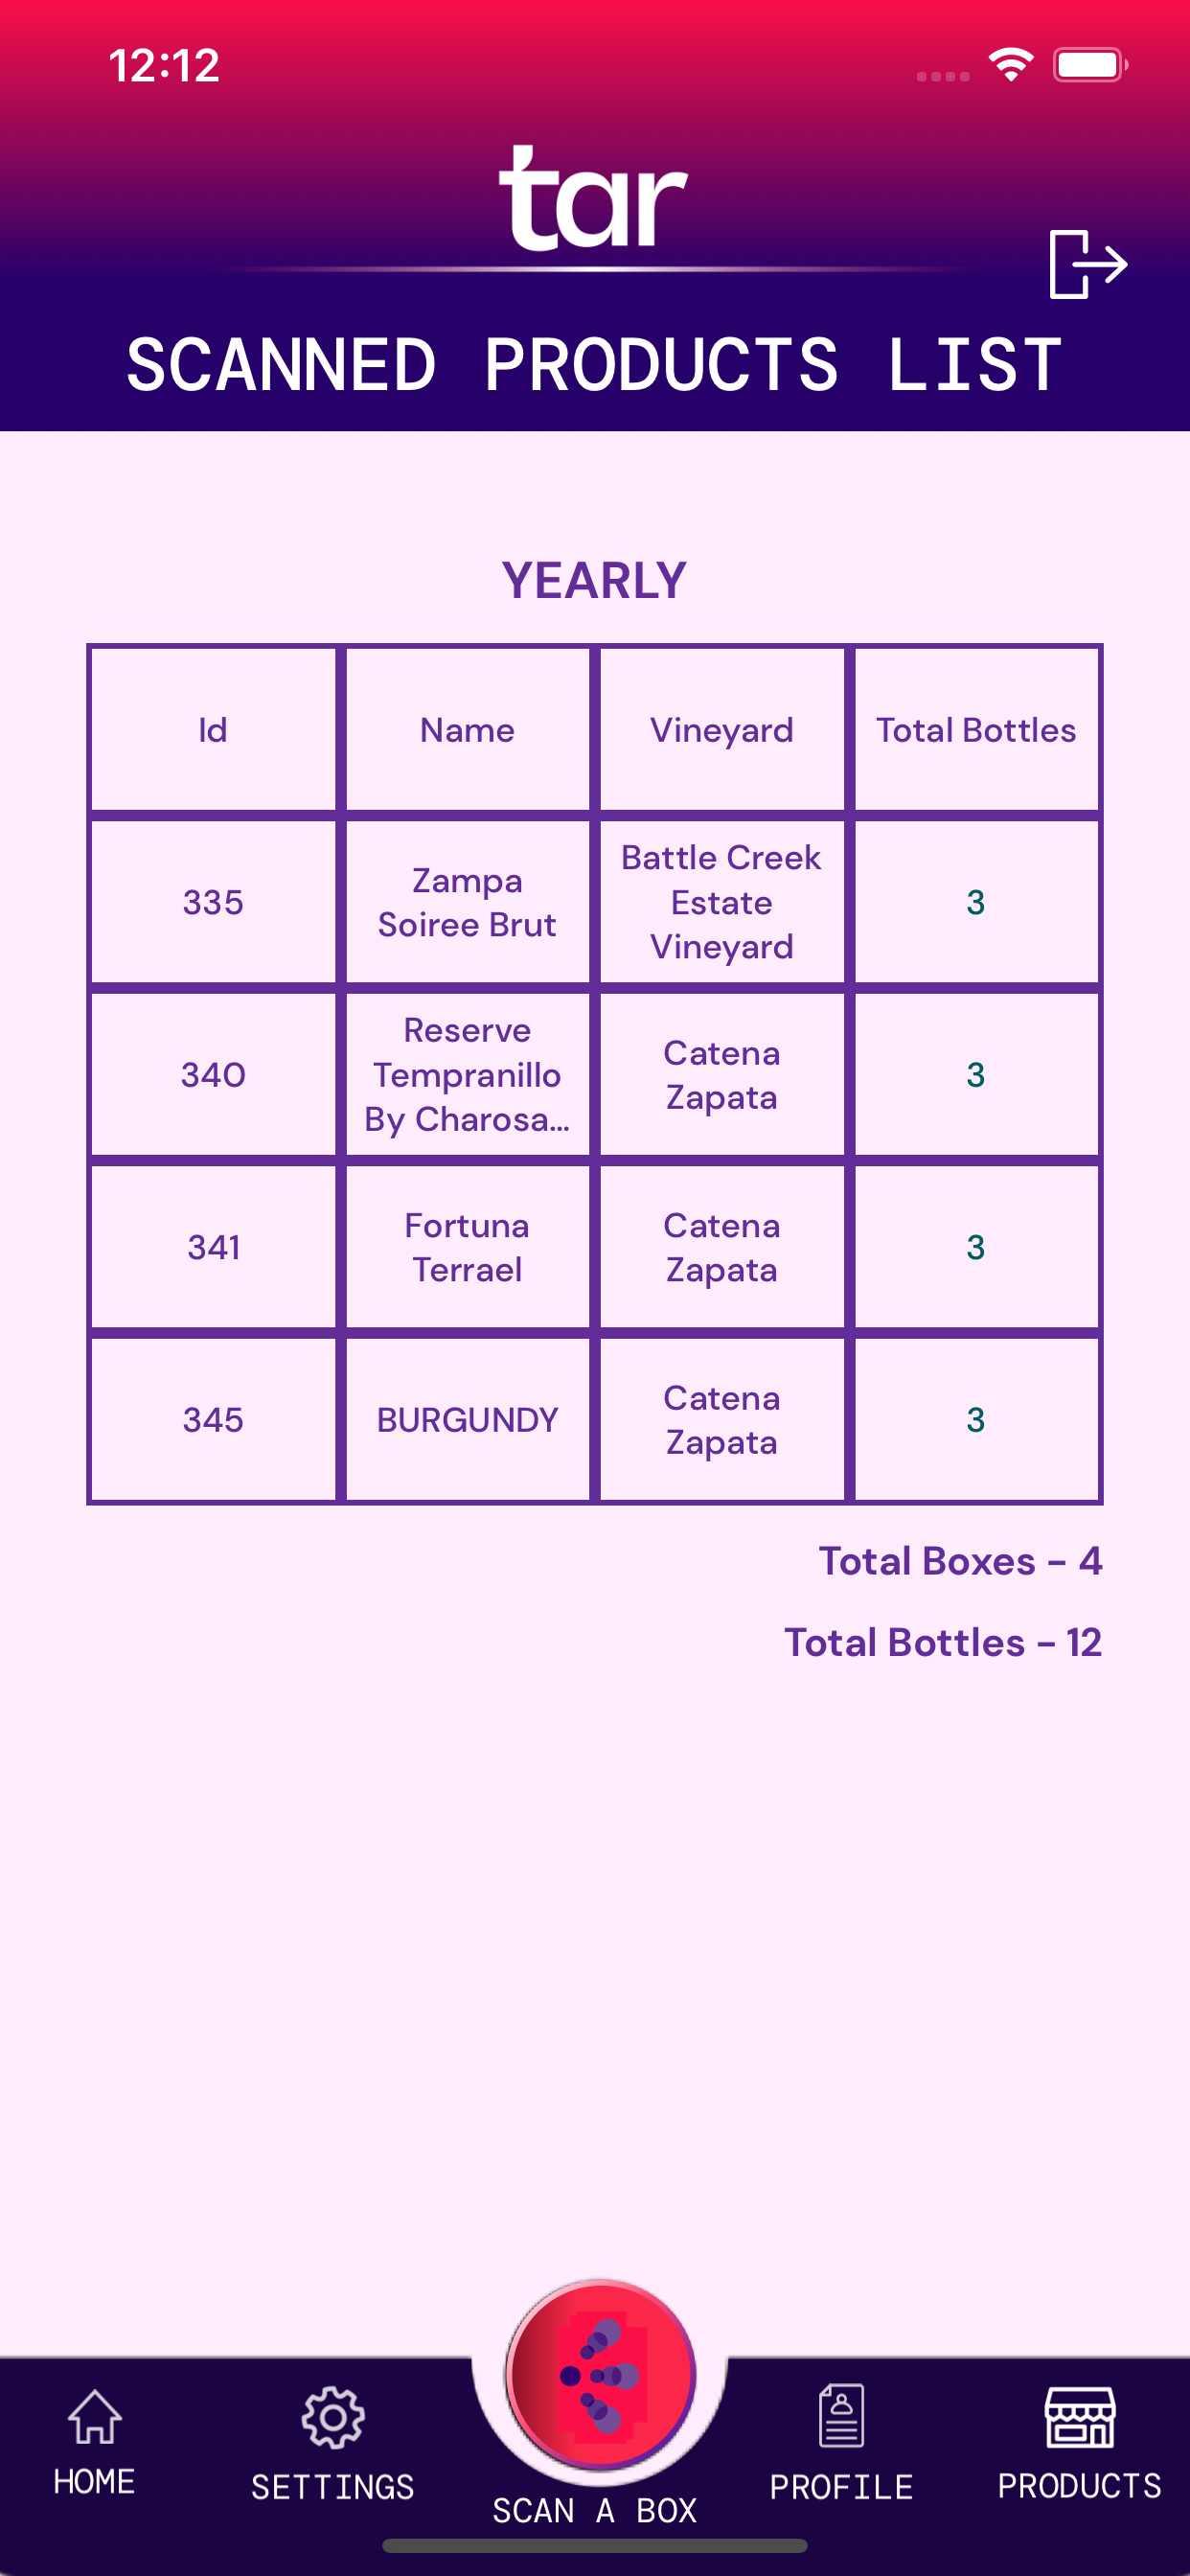 12:12
tar
SCANNED PRODUCTS LIST
YEARLY
Id
Name
Vineyard
Total Bottles
335
Zampa
Soiree Brut
Battle Creek
Estate
Vineyard
3
340
Reserve
Tempranillo
By Charosa...
Catena
Zapata
3
341
Fortuna
Terrael
Catena
Zapata
3
345
BURGUNDY
Catena
Zapata
3
Total Boxes - 4
Total Bottles - 12
HOME
SETTINGS
SCAN A BOX
PROFILE
PRODUCTS